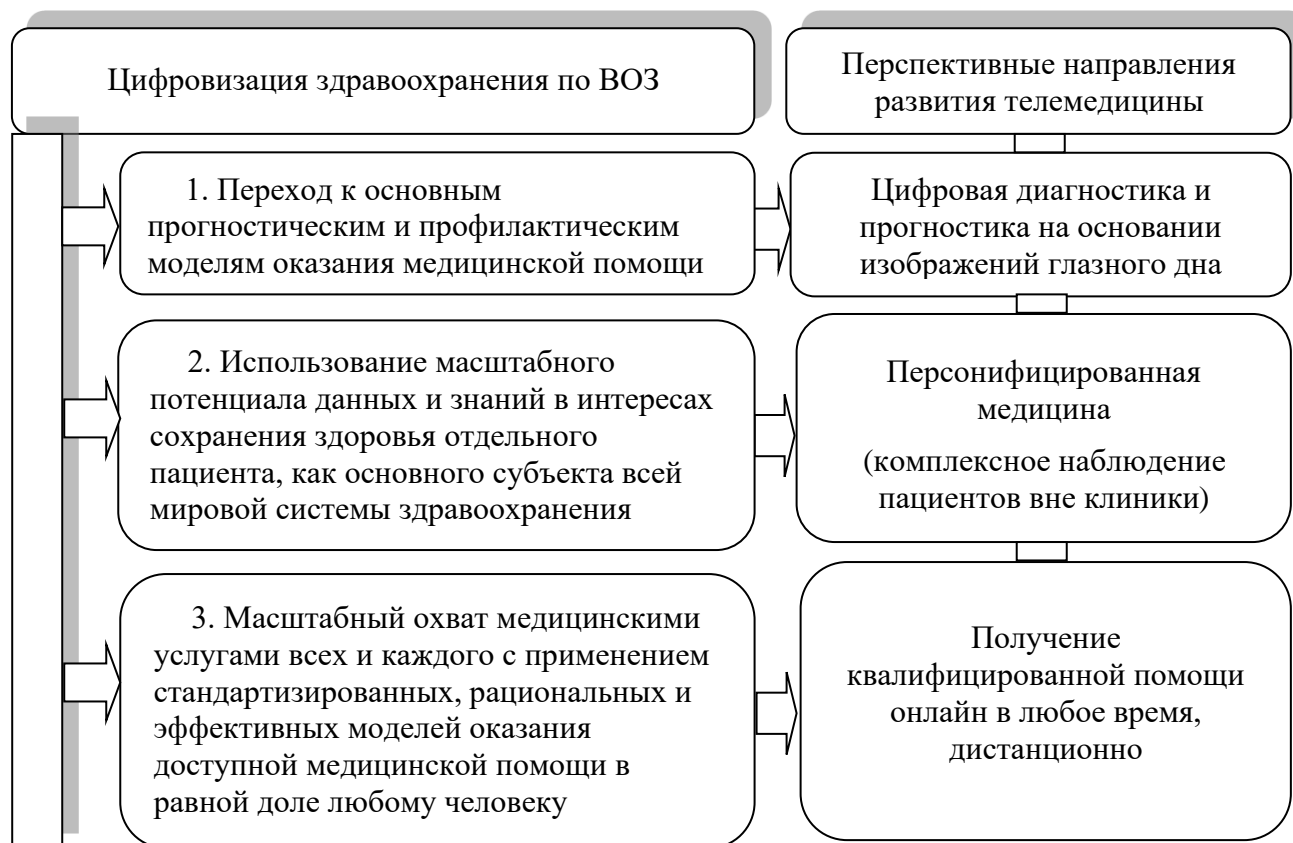 Цифровизация здравоохранения по ВОЗ
Перспективные направления
развития телемедицины
1. Переход к основным
прогностическим и профилактическим
моделям оказания медицинской помощи
Цифровая диагностика и
прогностика на основании
изображений глазного дна
2. Использование масштабного
потенциала данных и знаний в интересах
сохранения здоровья отдельного
пациента, как основного субъекта всей
мировой системы здравоохранения
Персонифицированная
медицина
(комплексное наблюдение
пациентов вне клиники)
3. Масштабный охват медицинскими
услугами всех и каждого с применением
стандартизированных, рациональных и
эффективных моделей оказания
доступной медицинской помощи в
равной доле любому человеку
Получение
квалифицированной помощи
онлайн в любое время,
дистанционно